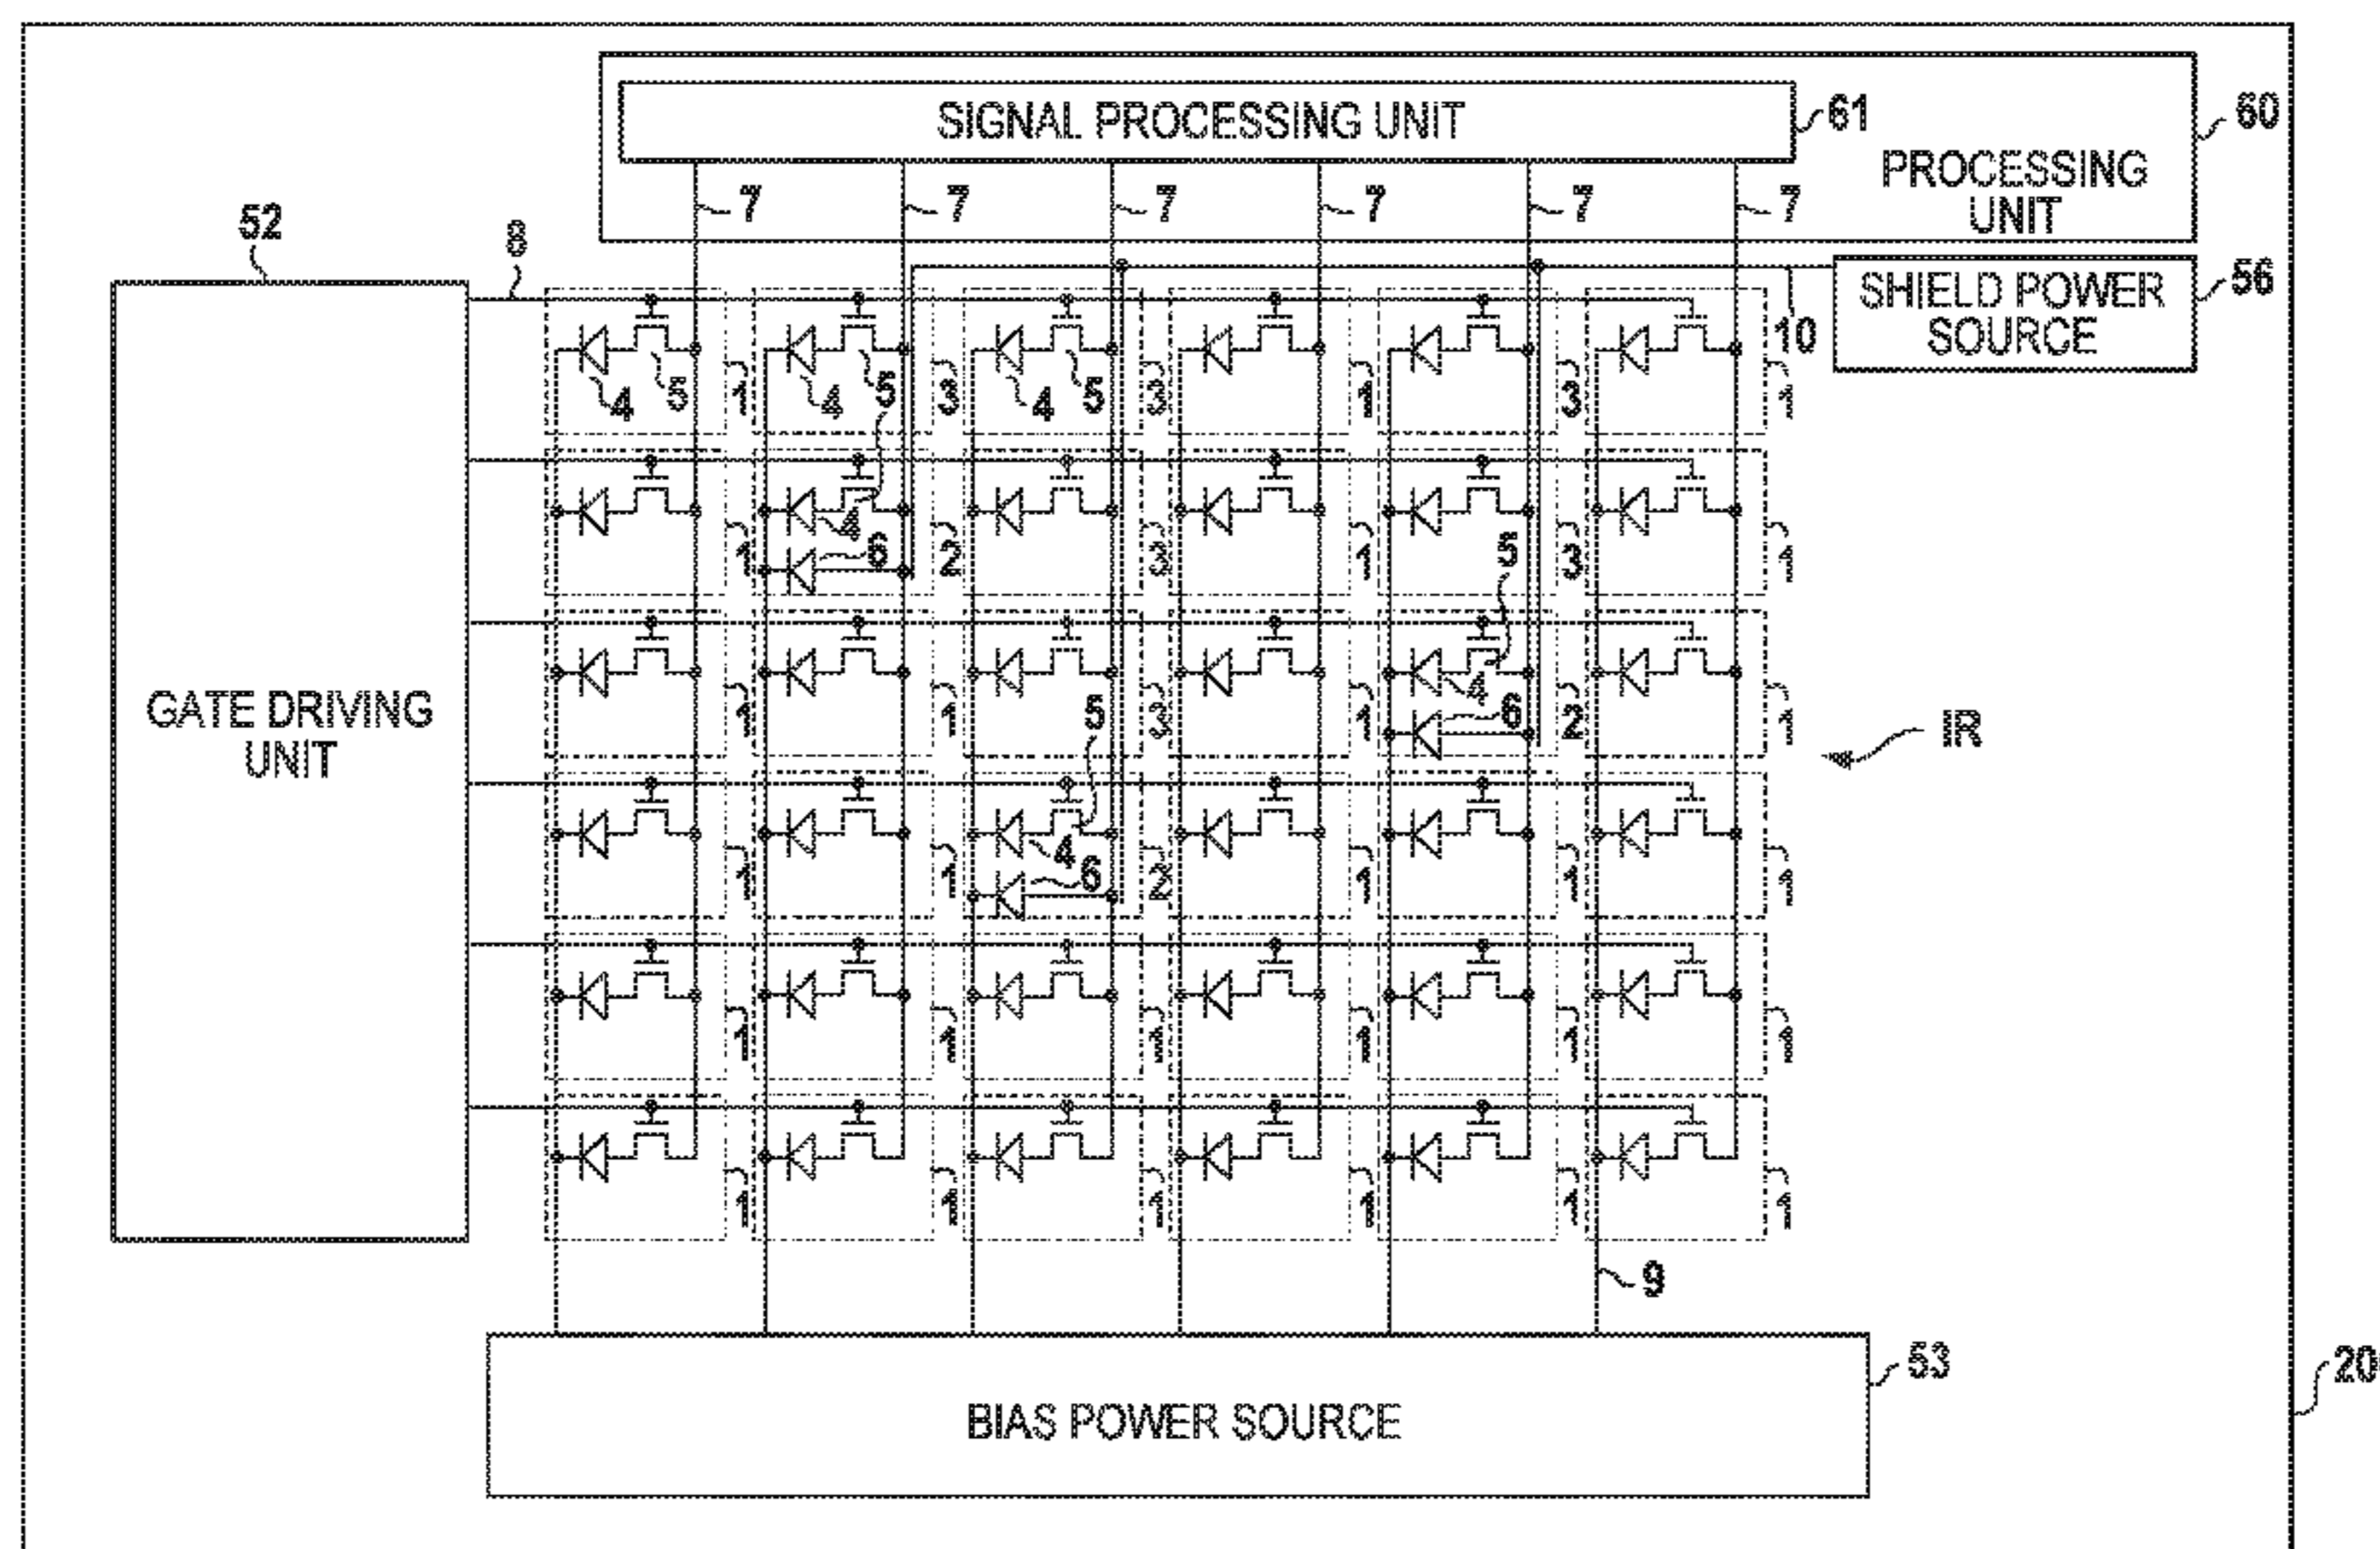 SIGNAL PROCESSING UNIT
61
60
PROCESSING
UNIT
7 7 7 7 7 7
52
8
SHIELD POWER
SOURCE
56
10
4 5 1 4 5 3 4 5 3 1 3 1
5
1 4 6 2 3 1 3 1
5
1 1 3 1 4 6 2 1
IR
GATE DRIVING
UNIT
5
1 1 4 6 2 1 1 1
1 1 1 1 1 1
1 1 1 1 1 1
9
53
BIAS POWER SOURCE
20